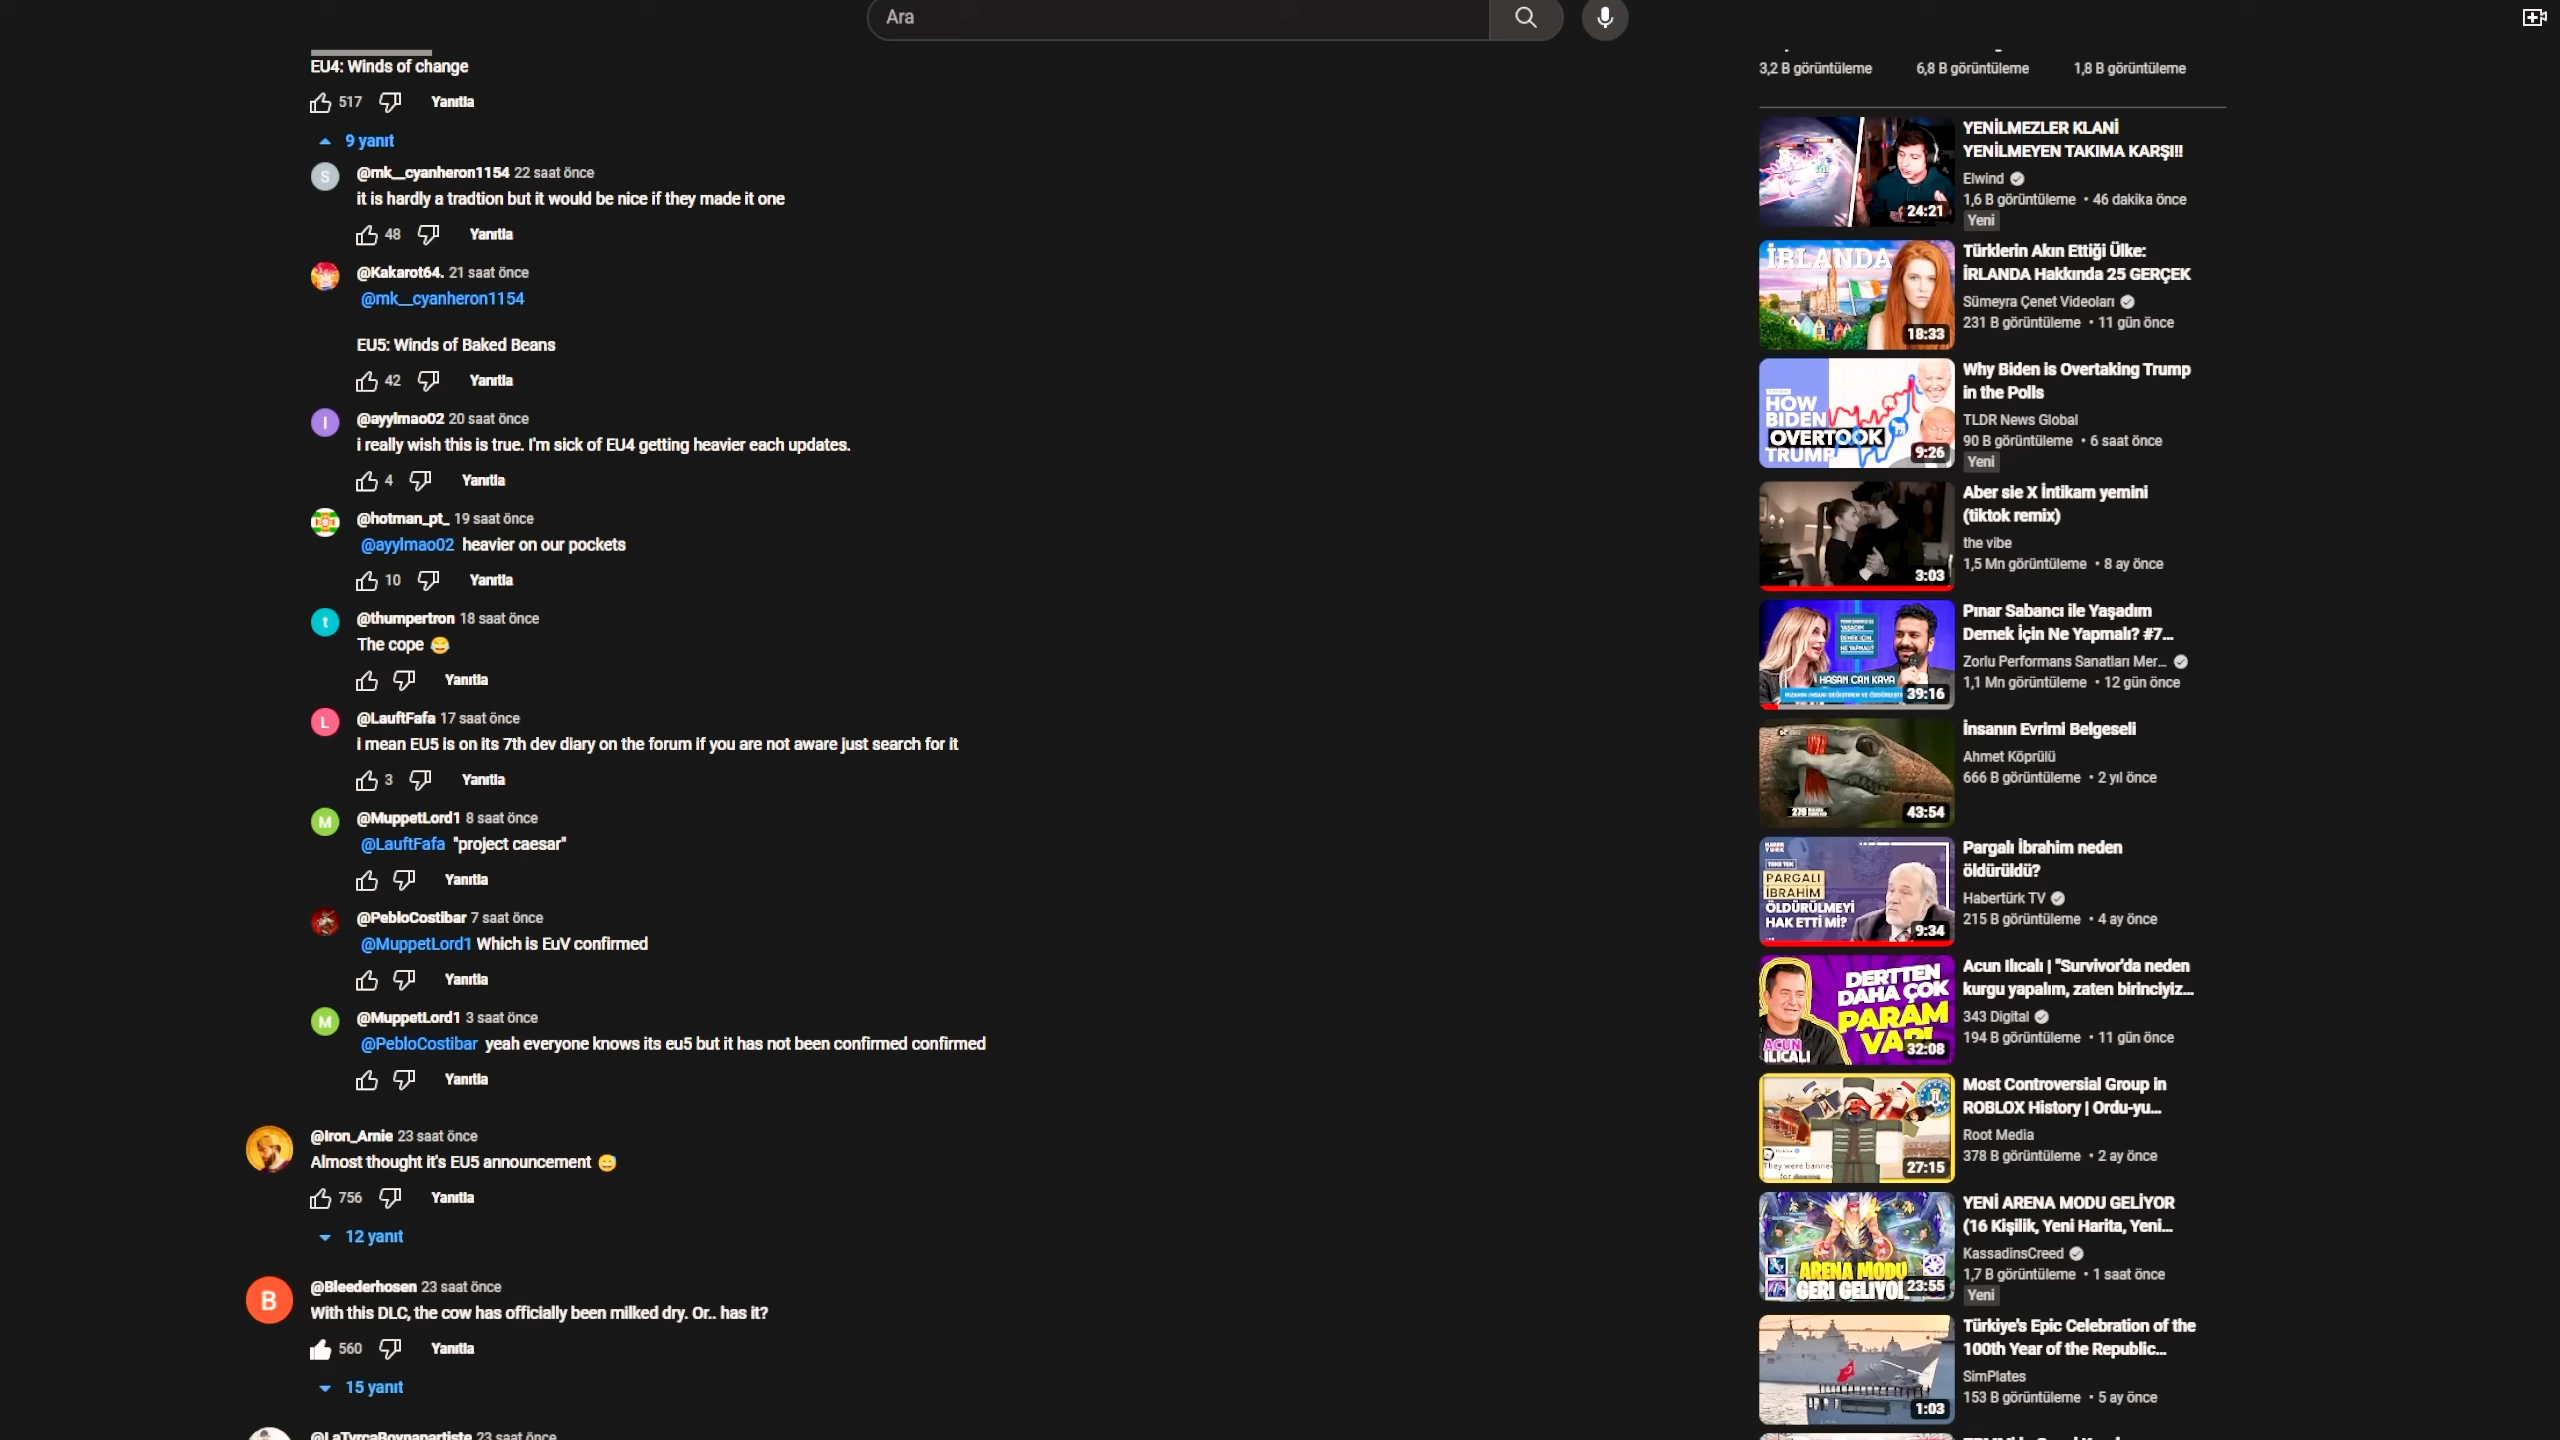 Ara
EU4: Winds of change
517 Yanıtla
9 yanıt
S
@mk__cyanheron1154 22 saat önce
it is hardly a tradtion but it would be nice if they made it one
48 Yanıtla
@Kakarot64. 21 saat önce
@mk__cyanheron1154
EU5: Winds of Baked Beans
42 Yanıtla
I
@ayylmao02 20 saat önce
i really wish this is true. I'm sick of EU4 getting heavier each updates.
4 Yanıtla
@hotman_pt_ 19 saat önce
@ayylmao02 heavier on our pockets
10 Yanıtla
t
@thumpertron 18 saat önce
The cope 😂
Yanıtla
L
@LauftFafa 17 saat önce
i mean EU5 is on its 7th dev diary on the forum if you are not aware just search for it
3 Yanıtla
M
@MuppetLord1 8 saat önce
@LauftFafa "project caesar"
Yanıtla
@PebloCostibar 7 saat önce
@MuppetLord1 Which is EuV confirmed
Yanıtla
M
@MuppetLord1 3 saat önce
@PebloCostibar yeah everyone knows its eu5 but it has not been confirmed confirmed
Yanıtla
@Iron_Arnie 23 saat önce
Almost thought it's EU5 announcement 😅
756 Yanıtla
12 yanıt
B
@Bleederhosen 23 saat önce
With this DLC, the cow has officially been milked dry. Or.. has it?
560 Yanıtla
15 yanıt
@LaTyrcaBoynapartiste 23 saat önce
3,2 B görüntüleme 6,8 B görüntüleme 1,8 B görüntüleme
24:21
YENİLMEZLER KLANİ
YENİLMEYEN TAKIMA KARŞI!!!
Elwind
1,6 B görüntüleme • 46 dakika önce
Yeni
İRLANDA
18:33
Türklerin Akın Ettiği Ülke:
İRLANDA Hakkında 25 GERÇEK
Sümeyra Çenet Videoları
231 B görüntüleme • 11 gün önce
HOW
BIDEN
OVERTOOK
TRUMP
9:26
Why Biden is Overtaking Trump
in the Polls
TLDR News Global
90 B görüntüleme • 6 saat önce
Yeni
3:03
Aber sie X İntikam yemini
(tiktok remix)
the vibe
1,5 Mn görüntüleme • 8 ay önce
YAŞADIM
DEMEK İÇİN
NE YAPMALI?
HASAN CAN KAYA
39:16
Pınar Sabancı ile Yaşadım
Demek İçin Ne Yapmalı? #7...
Zorlu Performans Sanatları Mer...
1,1 Mn görüntüleme • 12 gün önce
43:54
İnsanın Evrimi Belgeseli
Ahmet Köprülü
666 B görüntüleme • 2 yıl önce
HABER
TÜRK
TEKE TEK
PARGALI
İBRAHİM
ÖLDÜRÜLMEYİ
HAK ETTİ Mİ?
9:34
Pargalı İbrahim neden
öldürüldü?
Habertürk TV
215 B görüntüleme • 4 ay önce
DERTTEN
DAHA ÇOK
PARAM
VAR!
ACUN
ILICALI
32:08
Acun Ilıcalı | "Survivor'da neden
kurgu yapalım, zaten birinciyiz...
343 Digital
194 B görüntüleme • 11 gün önce
They were banned
for doxing
27:15
Most Controversial Group in
ROBLOX History | Ordu-yu...
Root Media
378 B görüntüleme • 2 ay önce
ARENA MODU
GERİ GELİYOR
23:55
YENİ ARENA MODU GELİYOR
(16 Kişilik, Yeni Harita, Yeni...
KassadinsCreed
1,7 B görüntüleme • 1 saat önce
Yeni
1:03
Türkiye's Epic Celebration of the
100th Year of the Republic...
SimPlates
153 B görüntüleme • 5 ay önce